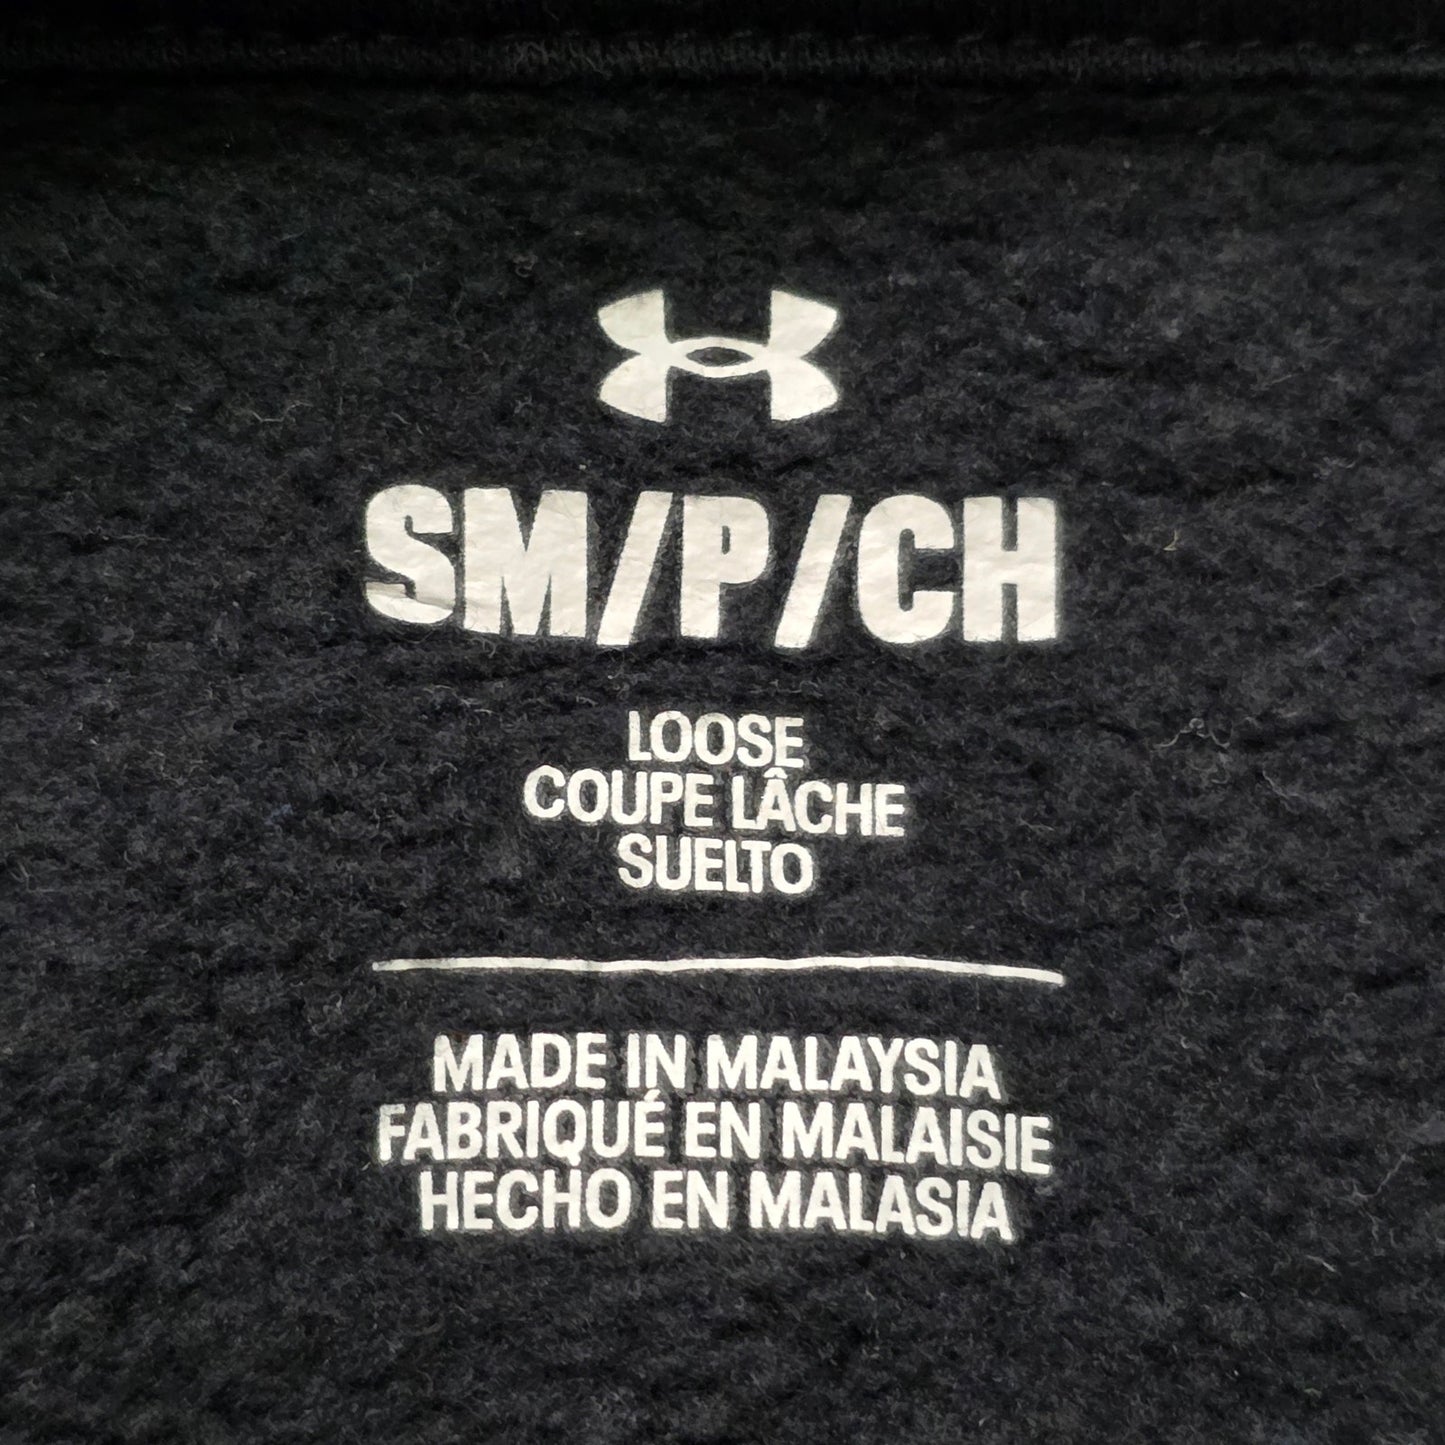 SM/P/CH
LOOSE
COUPE LÂCHE
SUELTO
MADE IN MALAYSIA
FABRIQUÉ EN MALAISIE
HECHO EN MALASIA